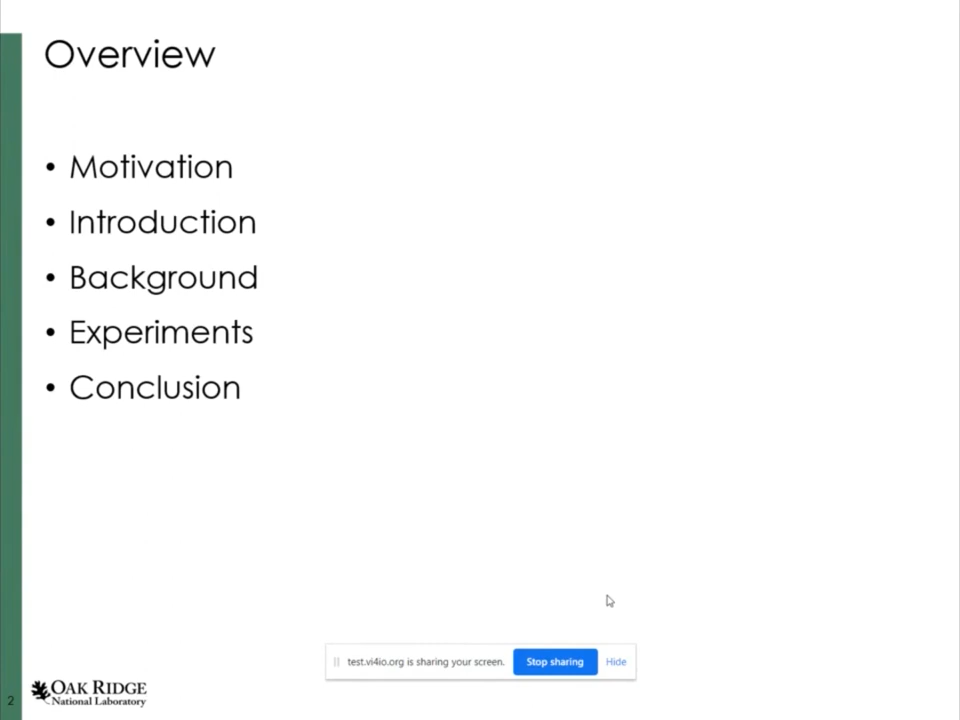 Overview
• Motivation
• Introduction
• Background
• Experiments
• Conclusion
test.vi4io.org is sharing your screen. Stop sharing Hide
2
OAK RIDGE
National Laboratory